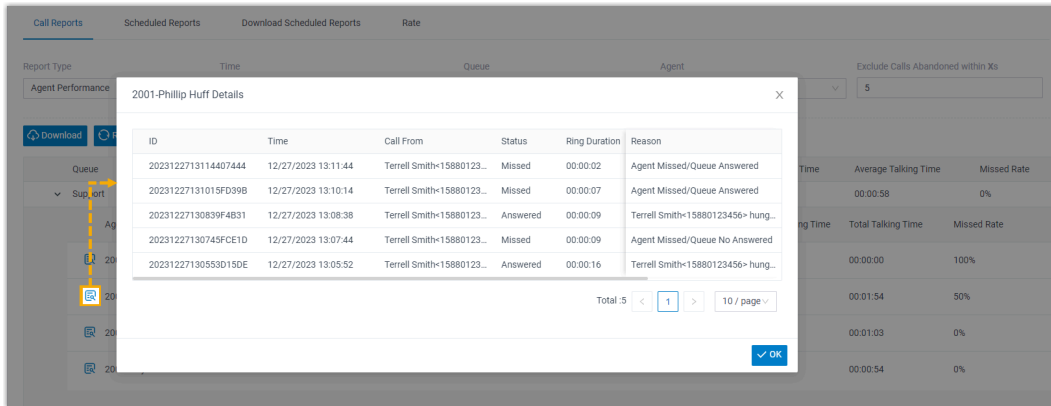 Call Reports Scheduled Reports Download Scheduled Reports Rate
Report Type Time Queue Agent Exclude Calls Abandoned within Xs
Agent Performance 5
2001-Phillip Huff Details X
Download
ID Time Call From Status Ring Duration Reason
20231227113114407444 12/27/2023 13:11:44 Terrell Smith<15880123... Missed 00:00:02 Agent Missed/Queue Answered
20231227131015FD39B 12/27/2023 13:10:14 Terrell Smith<15880123... Missed 00:00:07 Agent Missed/Queue Answered
20231227130839F4B31 12/27/2023 13:08:38 Terrell Smith<15880123... Answered 00:00:09 Terrell Smith<15880123456> hung...
20231227130745FCE1D 12/27/2023 13:07:44 Terrell Smith<15880123... Missed 00:00:09 Agent Missed/Queue No Answered
20231227130553D15DE 12/27/2023 13:05:52 Terrell Smith<15880123... Answered 00:00:16 Terrell Smith<15880123456> hung...
Total :5 < 1 > 10 / page
OK
Queue Time Average Talking Time Missed Rate
Support 00:00:58 0%
Time Total Talking Time Missed Rate
00:00:00 100%
00:01:54 50%
00:01:03 0%
00:00:54 0%